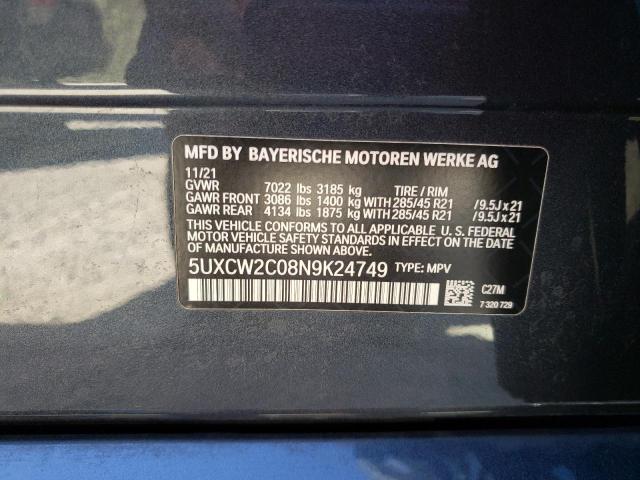 MFD BY BAYERISCHE MOTOREN WERKE AG
11/21
GVWR 7022 lbs 3185 kg TIRE / RIM
GAWR FRONT 3086 lbs 1400 kg WITH 285/45 R21 /9.5J x 21
GAWR REAR 4134 lbs 1875 kg WITH 285/45 R21 /9.5J x 21
THIS VEHICLE CONFORMS TO ALL APPLICABLE U.S. FEDERAL
MOTOR VEHICLE SAFETY STANDARDS IN EFFECT ON THE DATE
OF MANUFACTURE SHOWN ABOVE.
5UXCW2C08N9K24749 TYPE: MPV
C27M
7 320 729